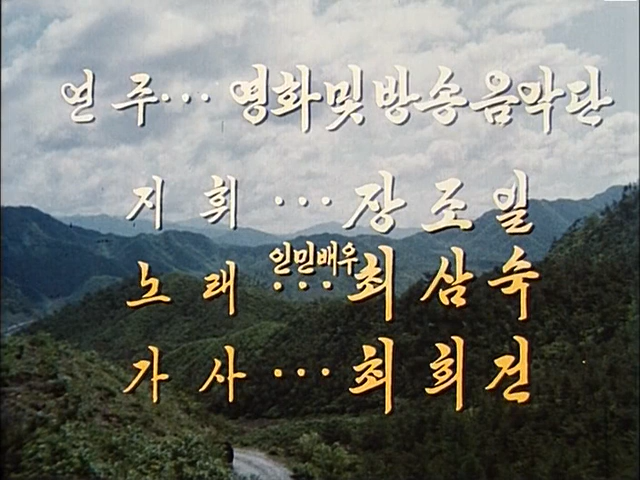 연 주··· 영화및방송음악단
지 휘 ···장조일
인민배우
노 래 ···최삼숙
가 사 ···최희건